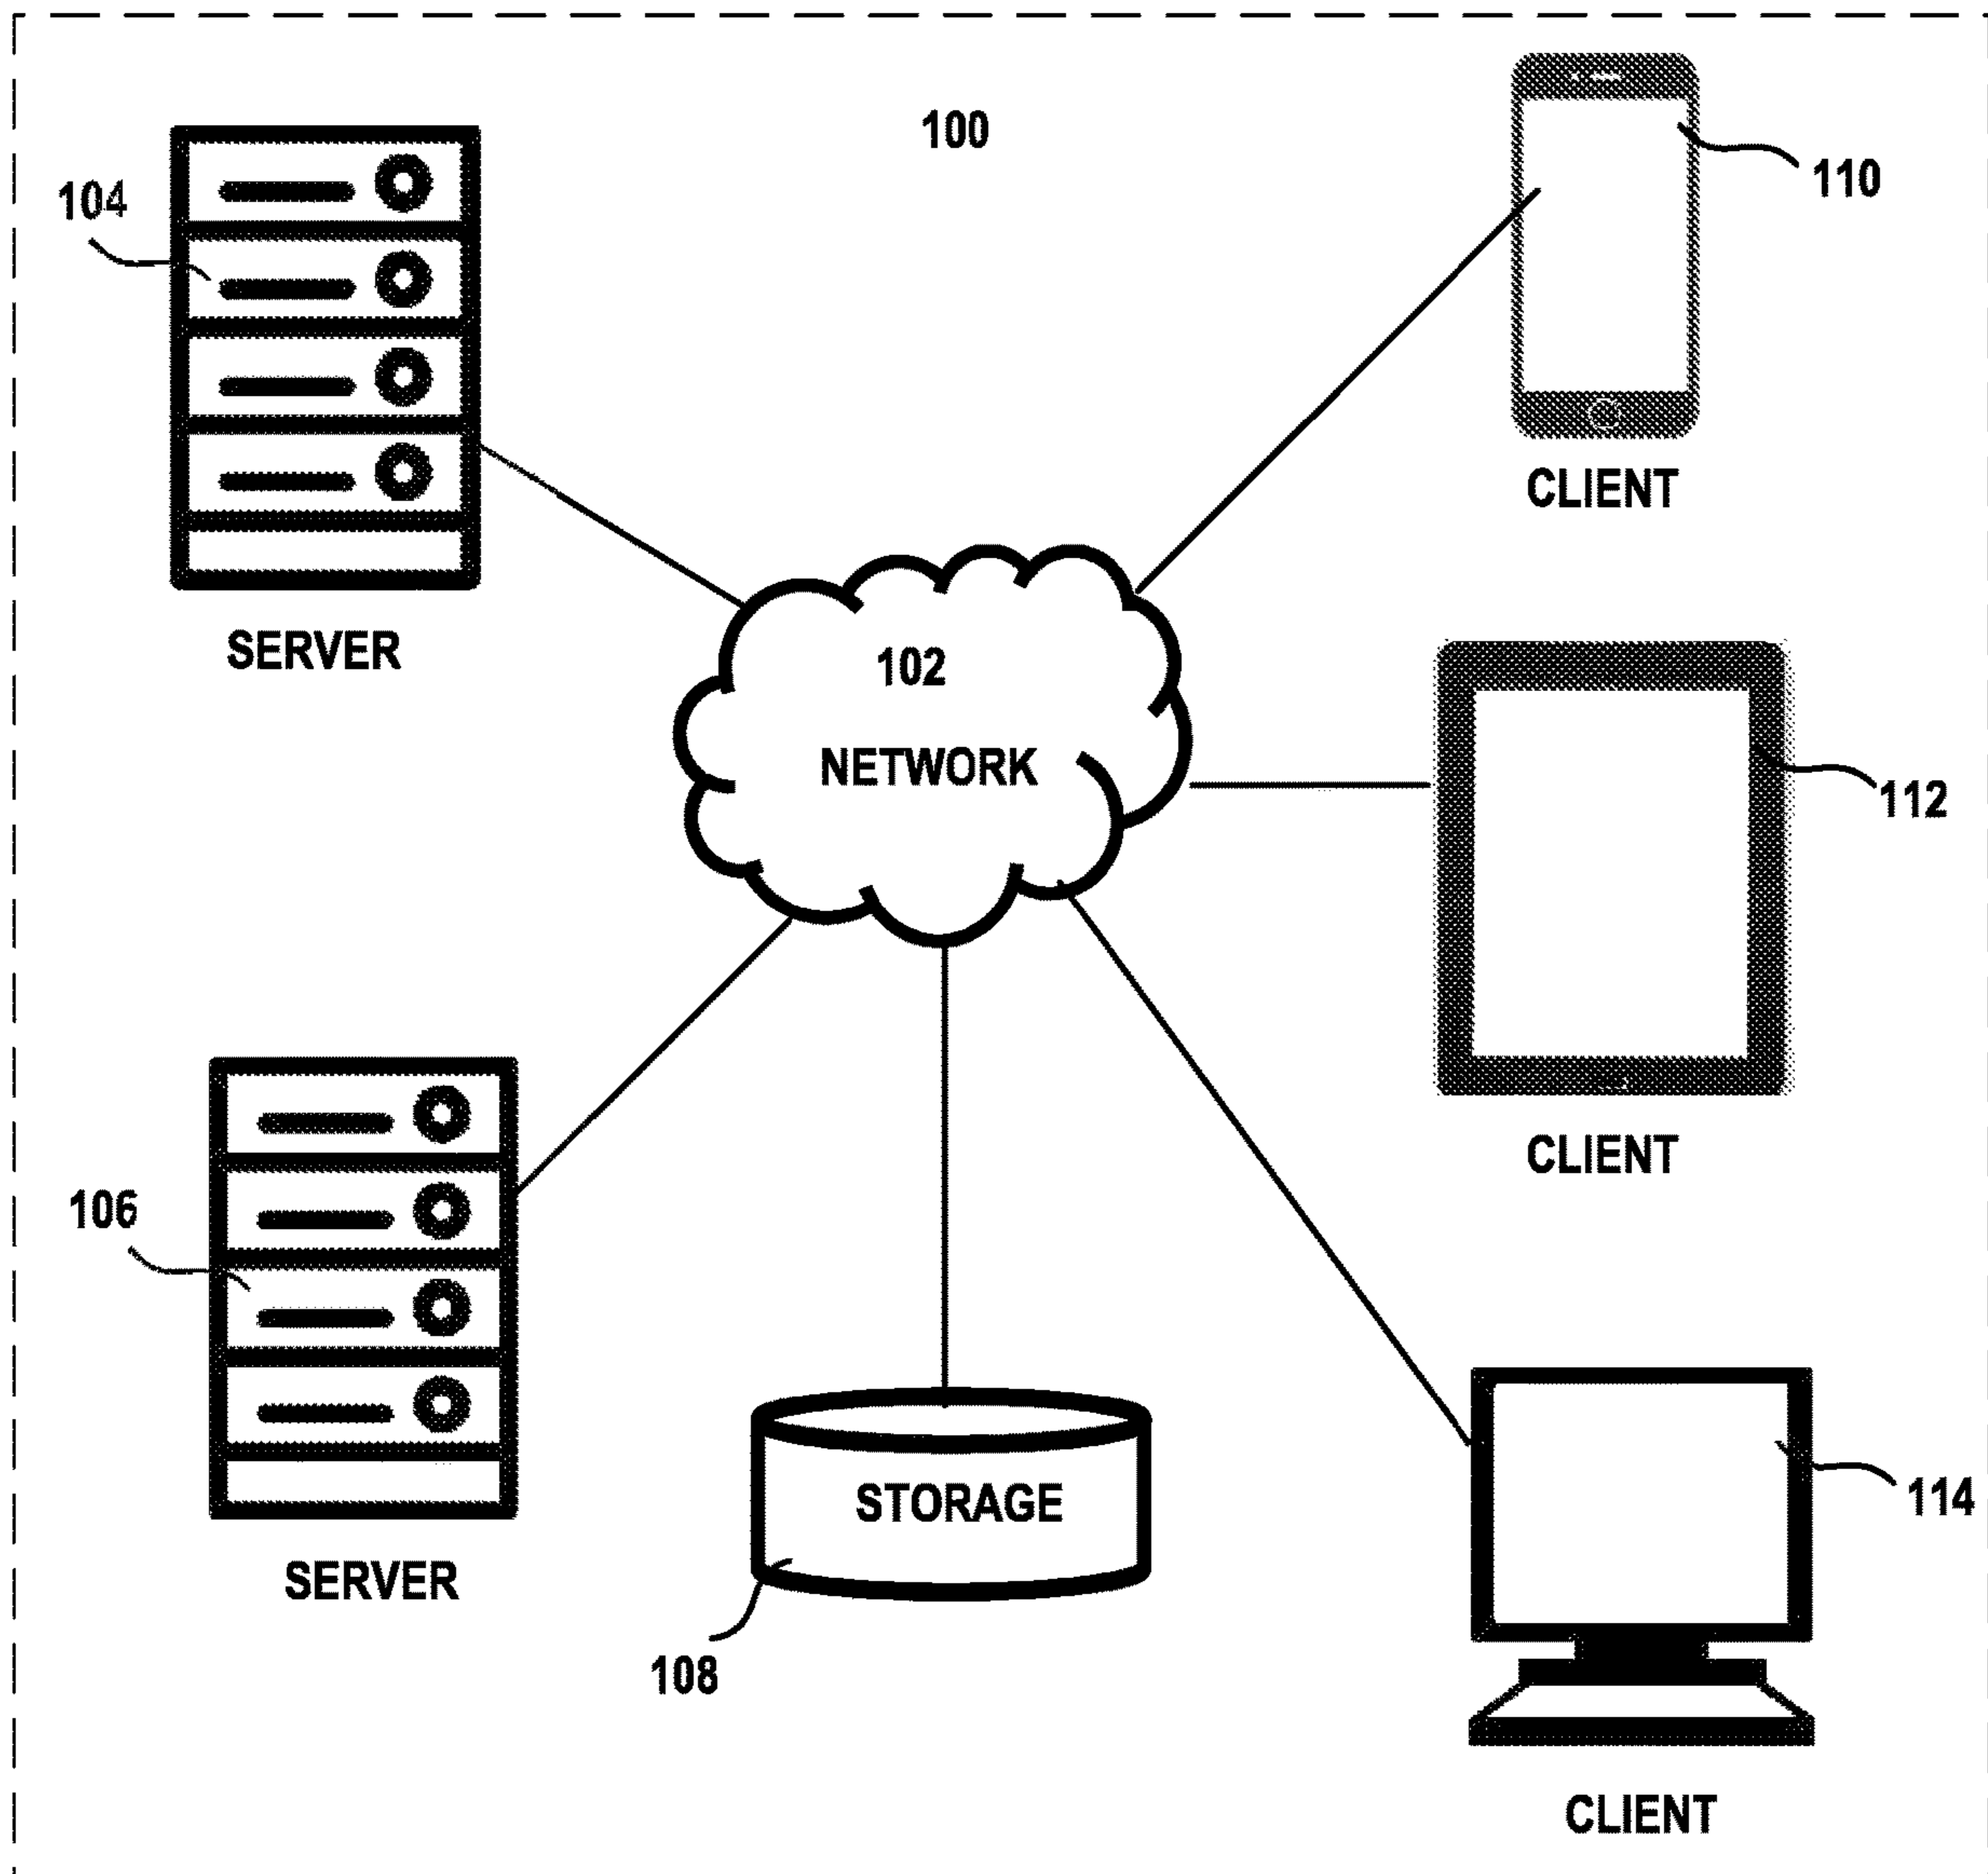 100
110
104
CLIENT
SERVER
102
NETWORK
112
CLIENT
106
STORAGE
114
SERVER
108
CLIENT